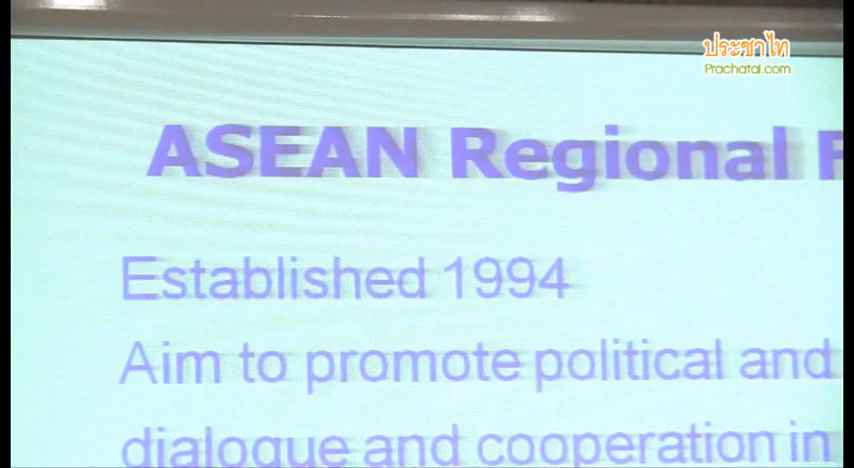 ประชาไท
Prachatai.com
ASEAN Regional F
Established 1994
Aim to promote political and
dialogue and cooperation in